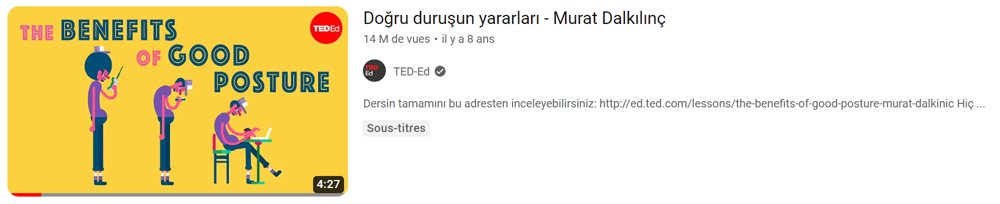 THE BENEFITS
OF GOOD
POSTURE
TEDEd
4:27
Doğru duruşun yararları - Murat Dalkılınç
14 M de vues • il y a 8 ans
TED
Ed
TED-Ed
Dersin tamamını bu adresten inceleyebilirsiniz: http://ed.ted.com/lessons/the-benefits-of-good-posture-murat-dalkinic Hiç ...
Sous-titres